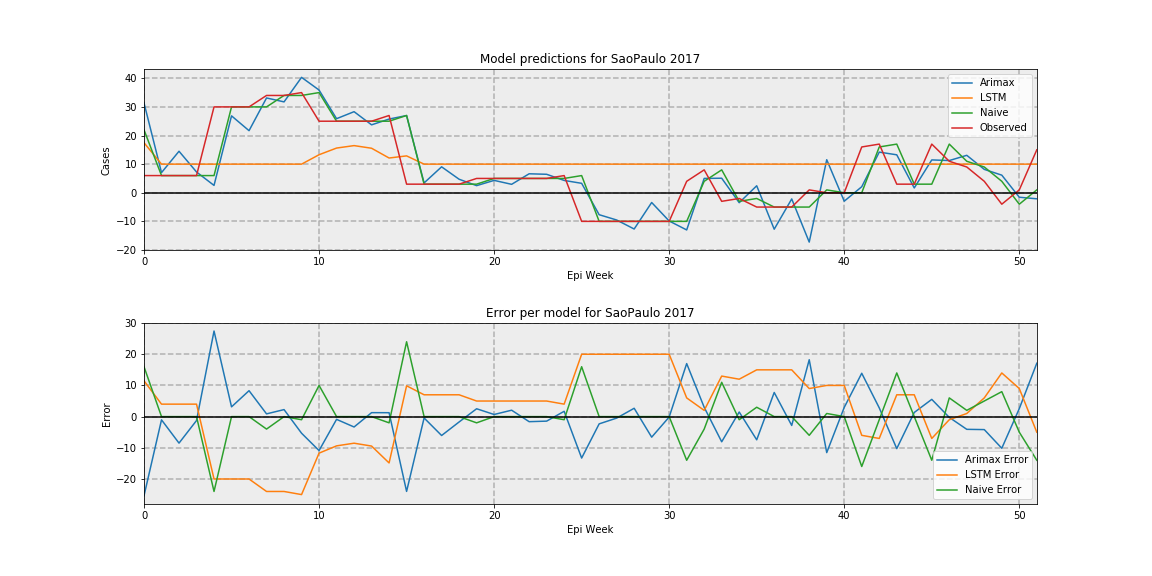 Model predictions for SaoPaulo 2017
40
30
20
10
0
−10
−20
Cases
Arimax
LSTM
Naive
Observed
0 10 20 30 40 50
Epi Week
Error per model for SaoPaulo 2017
30
20
10
0
−10
−20
Error
Arimax Error
LSTM Error
Naive Error
0 10 20 30 40 50
Epi Week